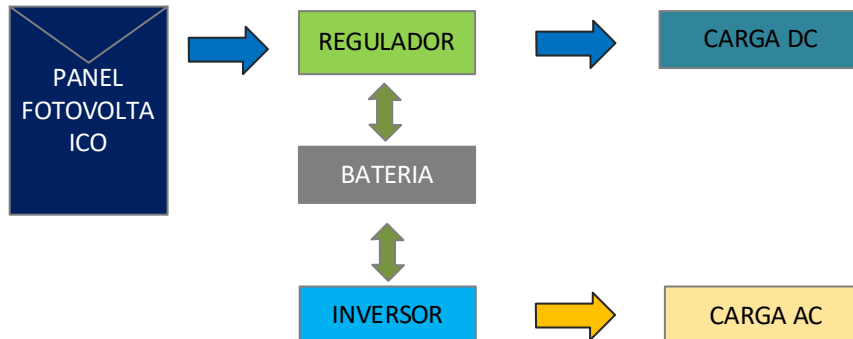 PANEL
FOTOVOLTA
ICO
REGULADOR
CARGA DC
BATERIA
INVERSOR
CARGA AC